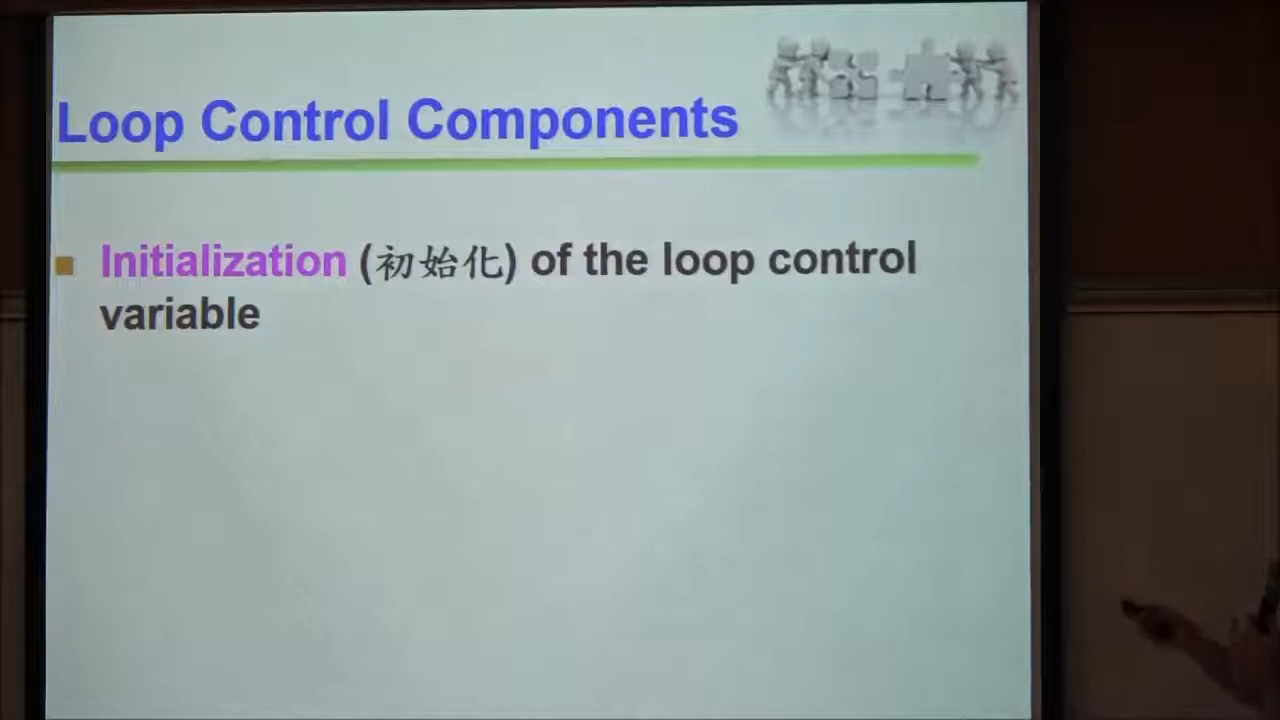 Loop Control Components
Initialization (初始化) of the loop control
variable